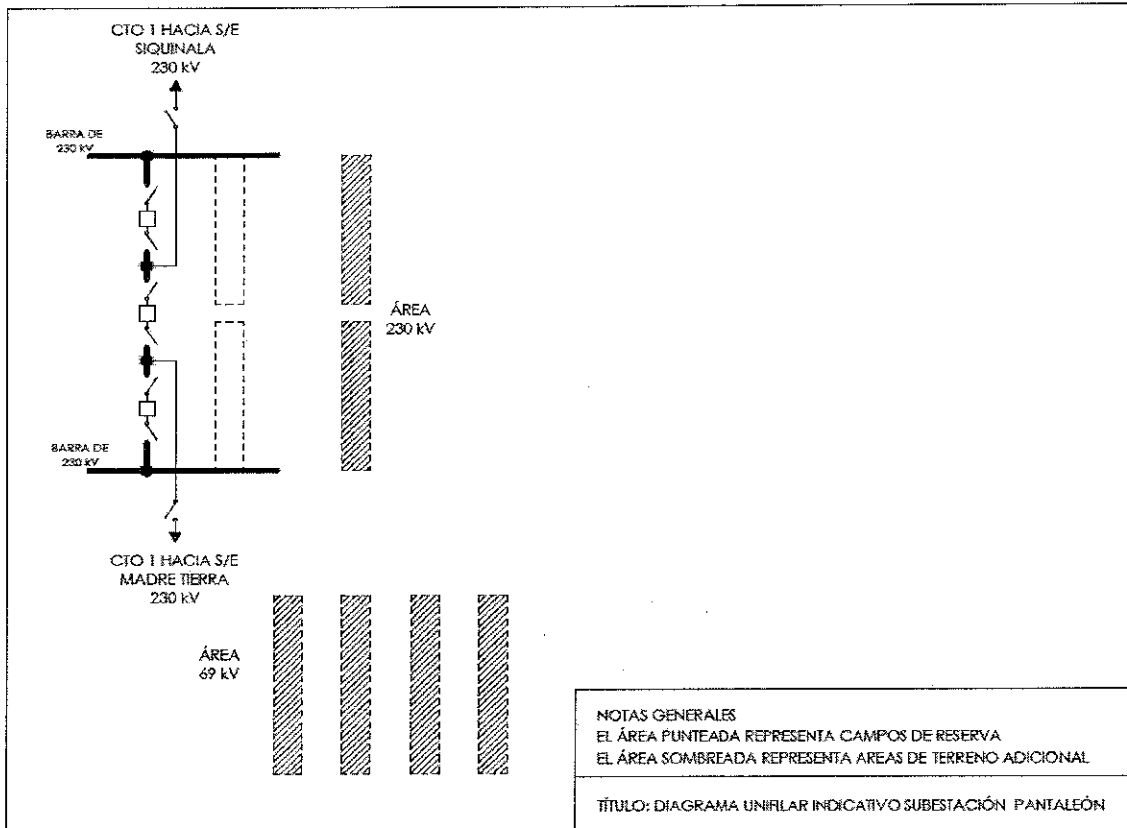 CTO 1 HACIA S/E
SIQUINALA
230 kV
BARRA DE
230 kV
ÁREA
230 kV
BARRA DE
230 kV
CTO 1 HACIA S/E
MADRE TIERRA
230 kV
ÁREA
69 kV
NOTAS GENERALES
EL ÁREA PUNTEADA REPRESENTA CAMPOS DE RESERVA
EL ÁREA SOMBREADA REPRESENTA AREAS DE TERRENO ADICIONAL
TÍTULO: DIAGRAMA UNIFILAR INDICATIVO SUBESTACIÓN PANTALEÓN